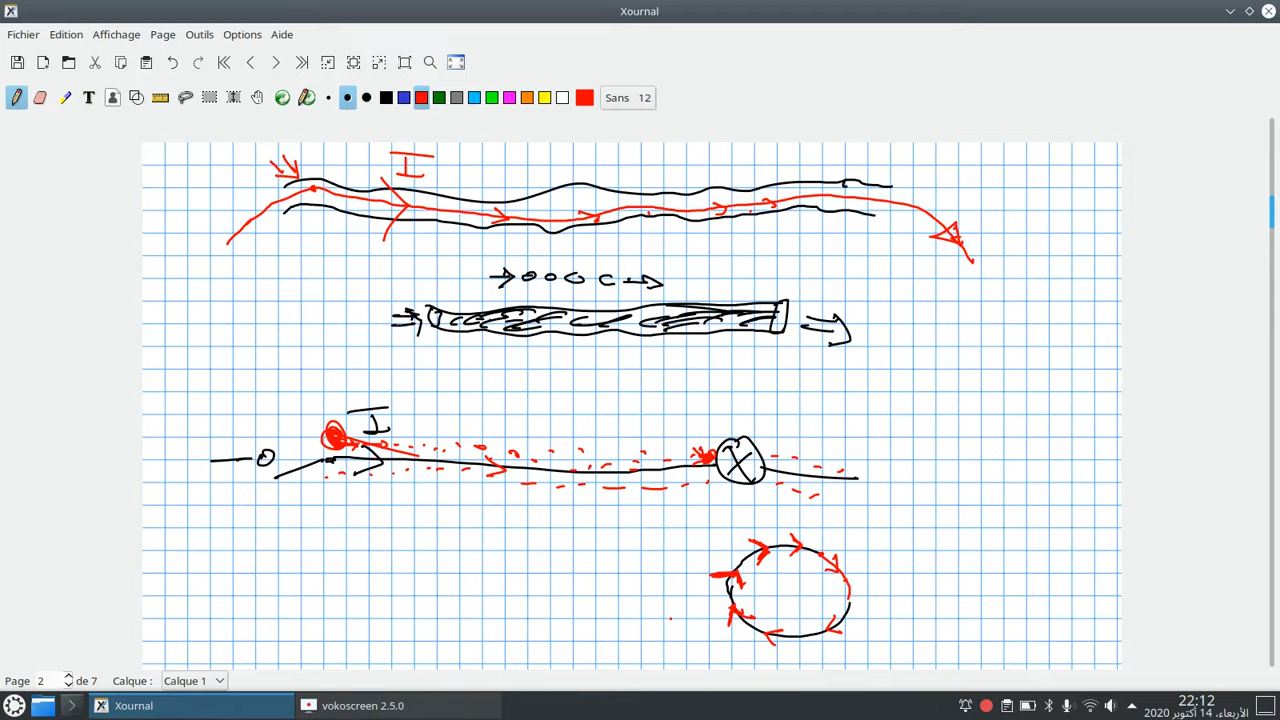 Xournal
Fichier Edition Affichage Page Outils Options Aide
T Sans 12
I
I
Page 2 de 7 Calque : Calque 1
Xournal vokoscreen 2.5.0
22:12
الأربعاء, 14 أكتوبر 2020